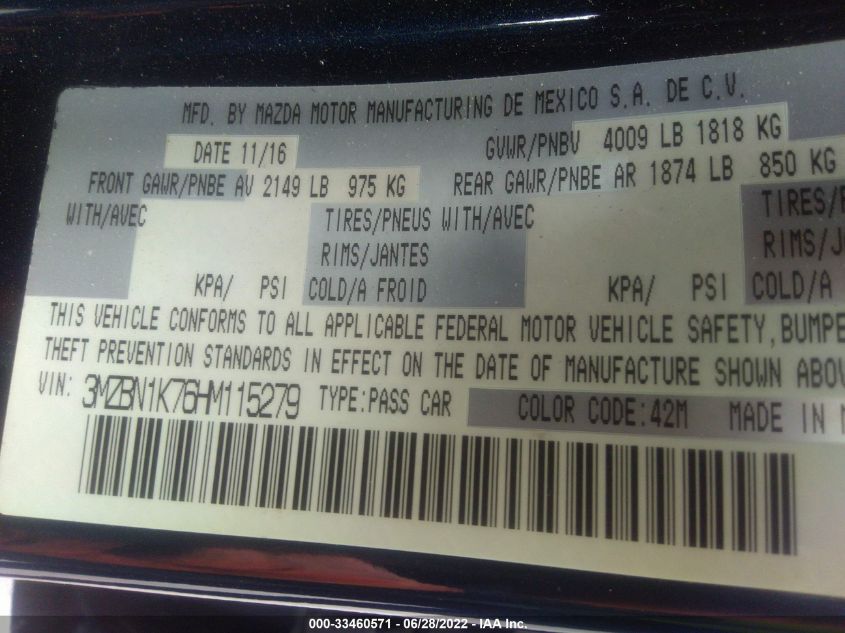 MFD. BY MAZDA MOTOR MANUFACTURING DE MEXICO S.A. DE C.V.
DATE 11/16 GVWR/PNBV 4009 LB 1818 KG
FRONT GAWR/PNBE AV 2149 LB 975 KG REAR GAWR/PNBE AR 1874 LB 850 KG
WITH/AVEC TIRES/PNEUS WITH/AVEC TIRES/P
RIMS/JANTES RIMS/J
KPA/ PSI COLD/A FROID KPA/ PSI COLD/A
THIS VEHICLE CONFORMS TO ALL APPLICABLE FEDERAL MOTOR VEHICLE SAFETY, BUMPE
THEFT PREVENTION STANDARDS IN EFFECT ON THE DATE OF MANUFACTURE SHOWN ABOV
VIN: 3MZBN1K76HM115279 TYPE:PASS CAR COLOR CODE:42M MADE IN M
000-33460571 - 06/28/2022 - IAA Inc.